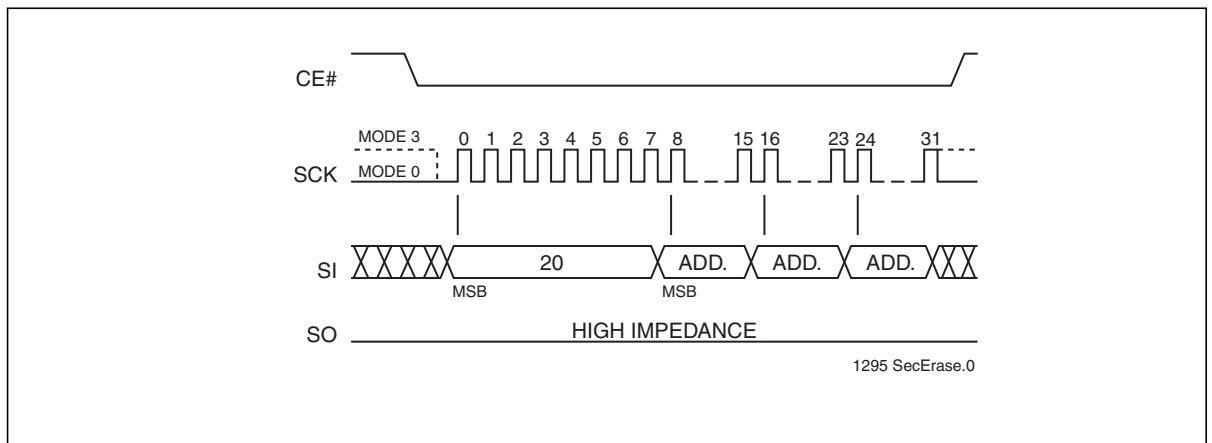 CE#
MODE 3 0 1 2 3 4 5 6 7 8 15 16 23 24 31
SCK MODE 0
SI 20 ADD. ADD. ADD.
MSB MSB
SO HIGH IMPEDANCE
1295 SecErase.0